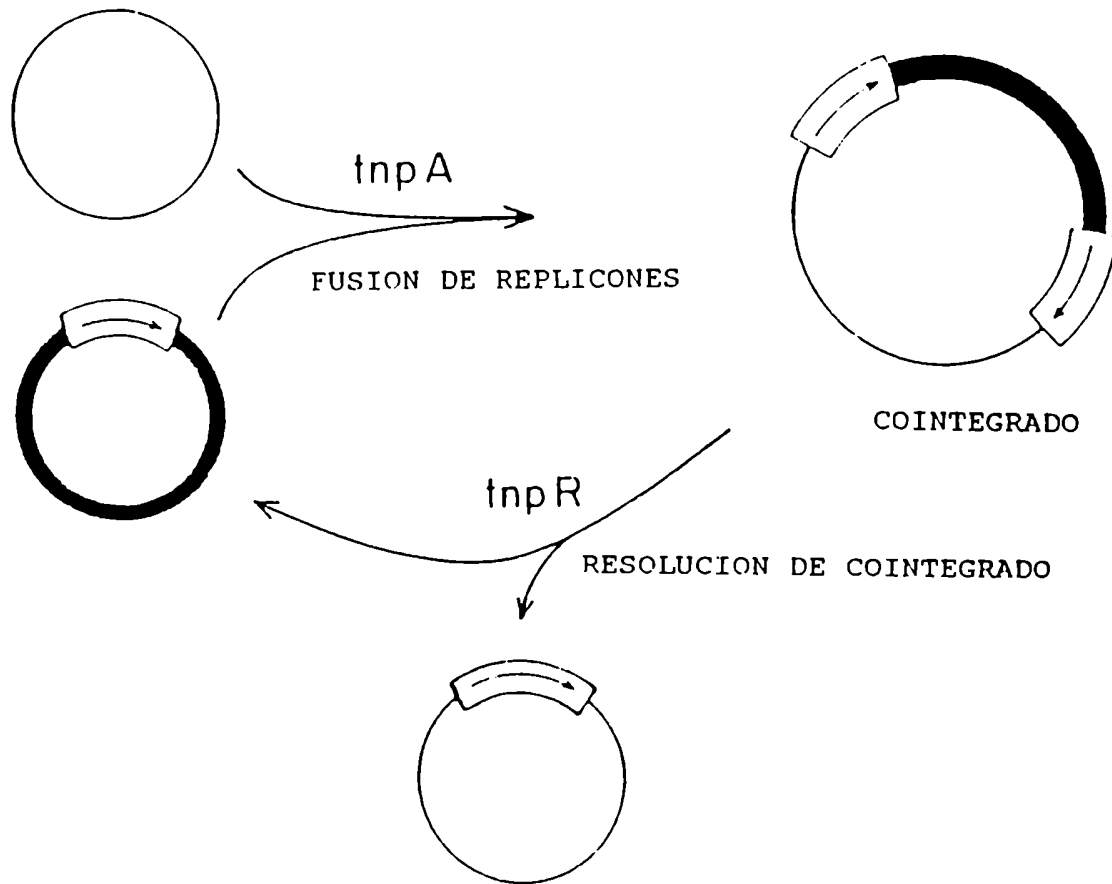 tnpA
FUSION DE REPLICONES
COINTEGRADO
tnpR
RESOLUCION DE COINTEGRADO